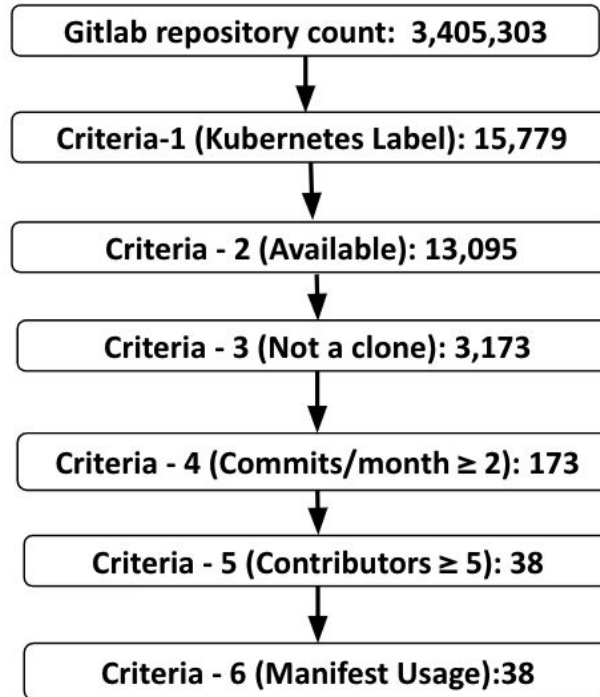 Gitlab repository count: 3,405,303
Criteria-1 (Kubernetes Label): 15,779
Criteria - 2 (Available): 13,095
Criteria - 3 (Not a clone): 3,173
Criteria - 4 (Commits/month ≥ 2): 173
Criteria - 5 (Contributors ≥ 5): 38
Criteria - 6 (Manifest Usage):38